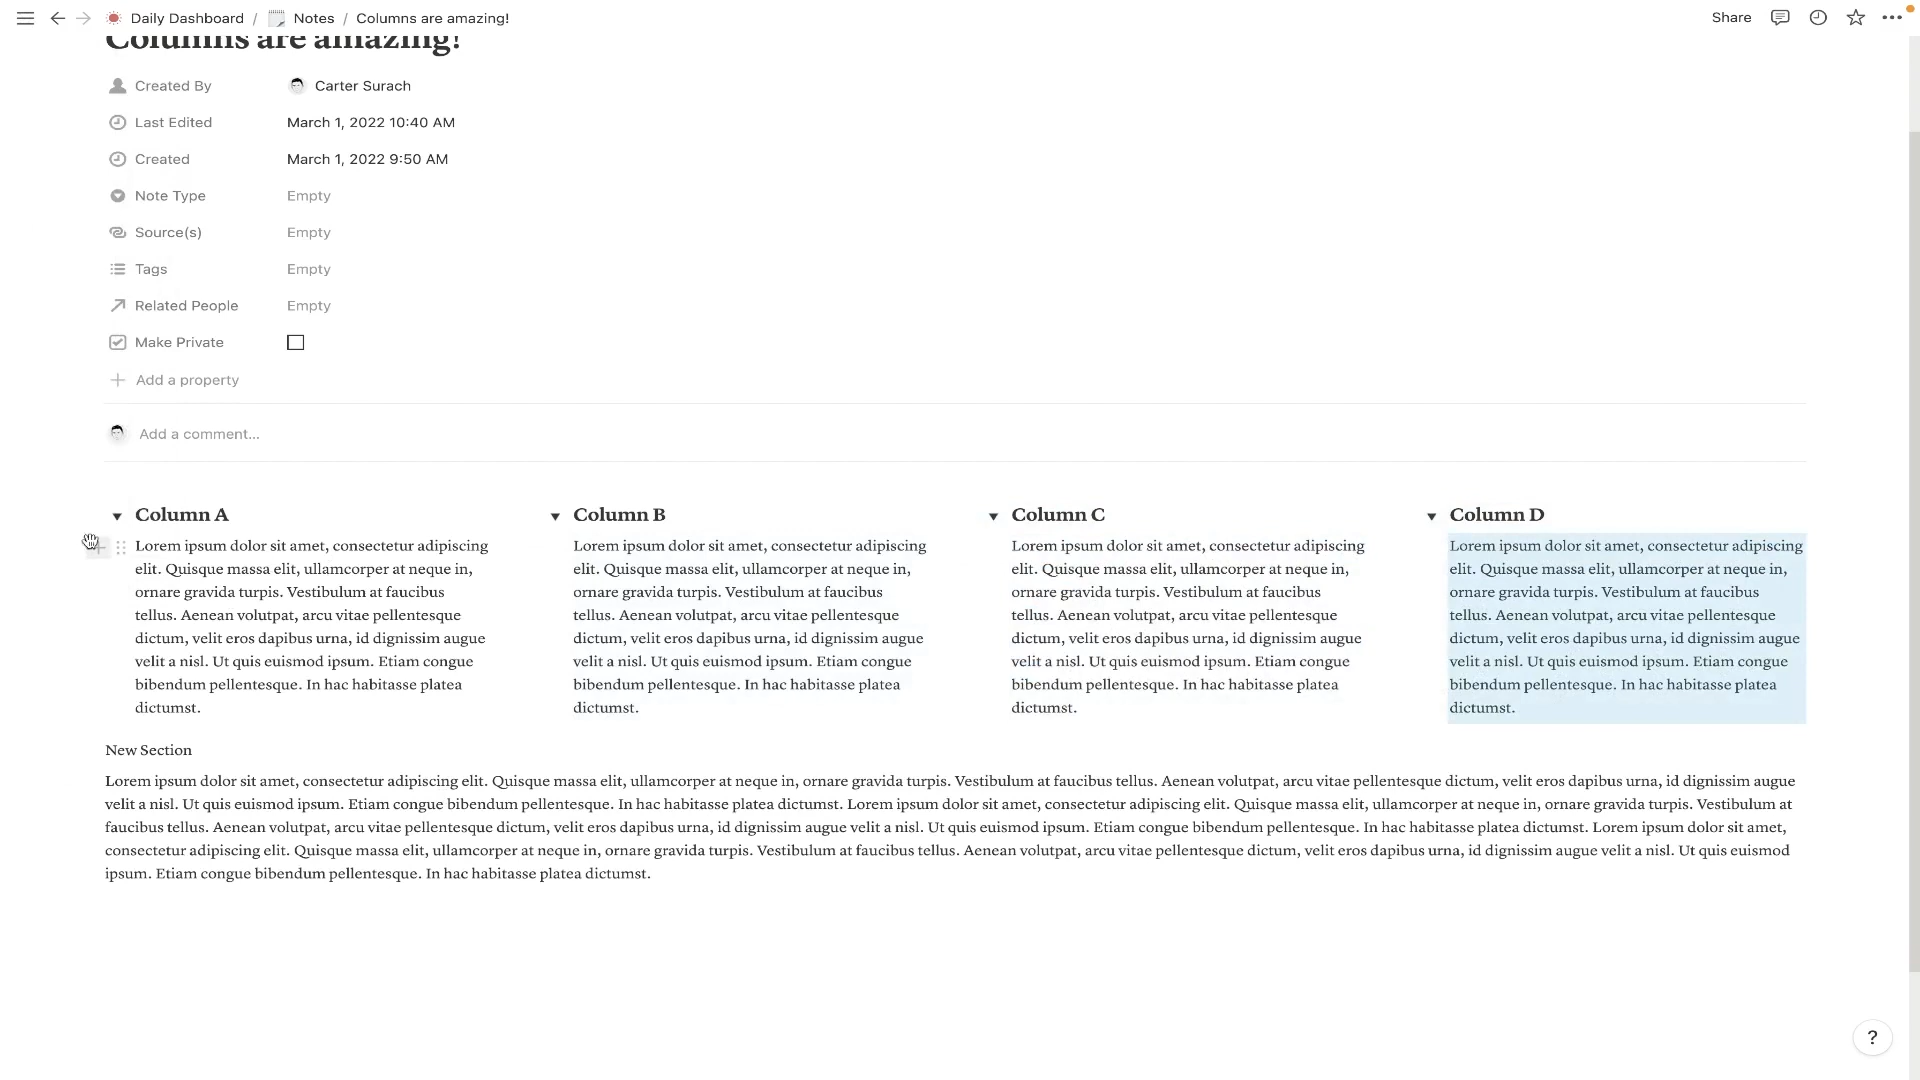 Daily Dashboard / Notes / Columns are amazing!
Share
Columns are amazing!
Created By Carter Surach
Last Edited March 1, 2022 10:40 AM
Created March 1, 2022 9:50 AM
Note Type Empty
Source(s) Empty
Tags Empty
Related People Empty
Make Private
Add a property
Add a comment...
Column A
Lorem ipsum dolor sit amet, consectetur adipiscing
elit. Quisque massa elit, ullamcorper at neque in,
ornare gravida turpis. Vestibulum at faucibus
tellus. Aenean volutpat, arcu vitae pellentesque
dictum, velit eros dapibus urna, id dignissim augue
velit a nisl. Ut quis euismod ipsum. Etiam congue
bibendum pellentesque. In hac habitasse platea
dictumst.
Column B
Lorem ipsum dolor sit amet, consectetur adipiscing
elit. Quisque massa elit, ullamcorper at neque in,
ornare gravida turpis. Vestibulum at faucibus
tellus. Aenean volutpat, arcu vitae pellentesque
dictum, velit eros dapibus urna, id dignissim augue
velit a nisl. Ut quis euismod ipsum. Etiam congue
bibendum pellentesque. In hac habitasse platea
dictumst.
Column C
Lorem ipsum dolor sit amet, consectetur adipiscing
elit. Quisque massa elit, ullamcorper at neque in,
ornare gravida turpis. Vestibulum at faucibus
tellus. Aenean volutpat, arcu vitae pellentesque
dictum, velit eros dapibus urna, id dignissim augue
velit a nisl. Ut quis euismod ipsum. Etiam congue
bibendum pellentesque. In hac habitasse platea
dictumst.
Column D
Lorem ipsum dolor sit amet, consectetur adipiscing
elit. Quisque massa elit, ullamcorper at neque in,
ornare gravida turpis. Vestibulum at faucibus
tellus. Aenean volutpat, arcu vitae pellentesque
dictum, velit eros dapibus urna, id dignissim augue
velit a nisl. Ut quis euismod ipsum. Etiam congue
bibendum pellentesque. In hac habitasse platea
dictumst.
New Section
Lorem ipsum dolor sit amet, consectetur adipiscing elit. Quisque massa elit, ullamcorper at neque in, ornare gravida turpis. Vestibulum at faucibus tellus. Aenean volutpat, arcu vitae pellentesque dictum, velit eros dapibus urna, id dignissim augue
velit a nisl. Ut quis euismod ipsum. Etiam congue bibendum pellentesque. In hac habitasse platea dictumst. Lorem ipsum dolor sit amet, consectetur adipiscing elit. Quisque massa elit, ullamcorper at neque in, ornare gravida turpis. Vestibulum at
faucibus tellus. Aenean volutpat, arcu vitae pellentesque dictum, velit eros dapibus urna, id dignissim augue velit a nisl. Ut quis euismod ipsum. Etiam congue bibendum pellentesque. In hac habitasse platea dictumst. Lorem ipsum dolor sit amet,
consectetur adipiscing elit. Quisque massa elit, ullamcorper at neque in, ornare gravida turpis. Vestibulum at faucibus tellus. Aenean volutpat, arcu vitae pellentesque dictum, velit eros dapibus urna, id dignissim augue velit a nisl. Ut quis euismod
ipsum. Etiam congue bibendum pellentesque. In hac habitasse platea dictumst.
?